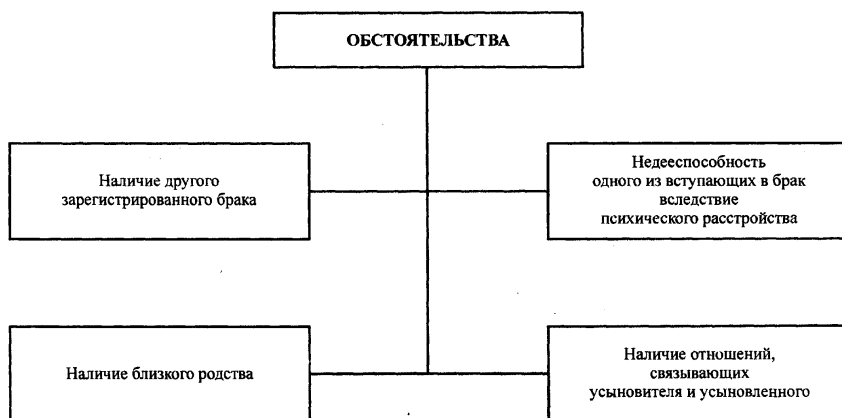 ОБСТОЯТЕЛЬСТВА
Наличие другого
зарегистрированного брака
Недееспособность
одного из вступающих в брак
вследствие
психического расстройства
Наличие близкого родства
Наличие отношений,
связывающих
усыновителя и усыновленного